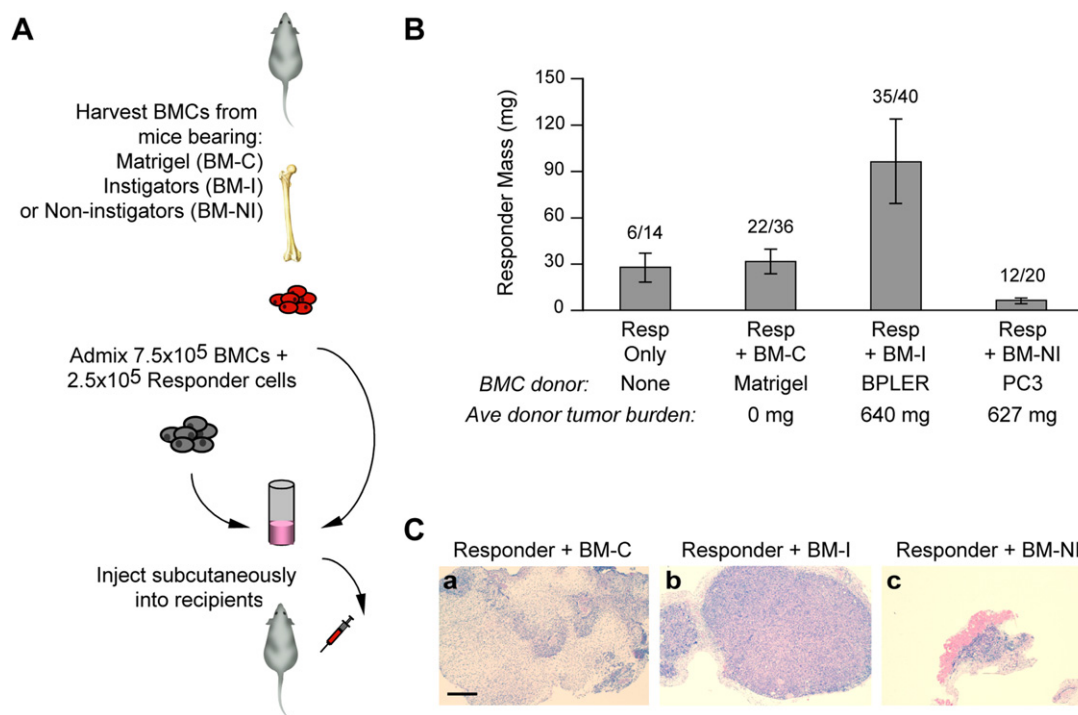 A
Harvest BMCs from
mice bearing:
Matrigel (BM-C)
Instigators (BM-I)
or Non-instigators (BM-NI)
Admix 7.5x10⁵ BMCs +
2.5x10⁵ Responder cells
Inject subcutaneously
into recipients
B
Responder Mass (mg)
150
120
90
60
30
0
6/14
22/36
35/40
12/20
Resp Resp Resp Resp
Only + BM-C + BM-I + BM-NI
BMC donor: None Matrigel BPLER PC3
Ave donor tumor burden: 0 mg 640 mg 627 mg
C
Responder + BM-C Responder + BM-I Responder + BM-NI
a b c